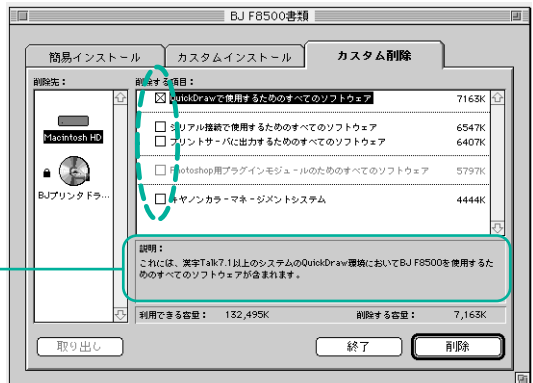 BJ F8500書類
簡易インストール
カスタムインストール
カスタム削除
削除先：
Macintosh HD
BJプリンタドラ…
削除する項目：
QuickDrawで使用するためのすべてのソフトウェア 7163K
シリアル接続で使用するためのすべてのソフトウェア 6547K
プリントサーバに出力するためのすべてのソフトウェア 6407K
Photoshop用プラグインモジュールのためのすべてのソフトウェア 5797K
キヤノンカラーマネージメントシステム 4444K
説明：
これには、漢字Talk7.1以上のシステムのQuickDraw環境においてBJ F8500を使用するた
めのすべてのソフトウェアが含まれます。
利用できる容量： 132,495K 削除する容量： 7,163K
取り出し
終了
削除